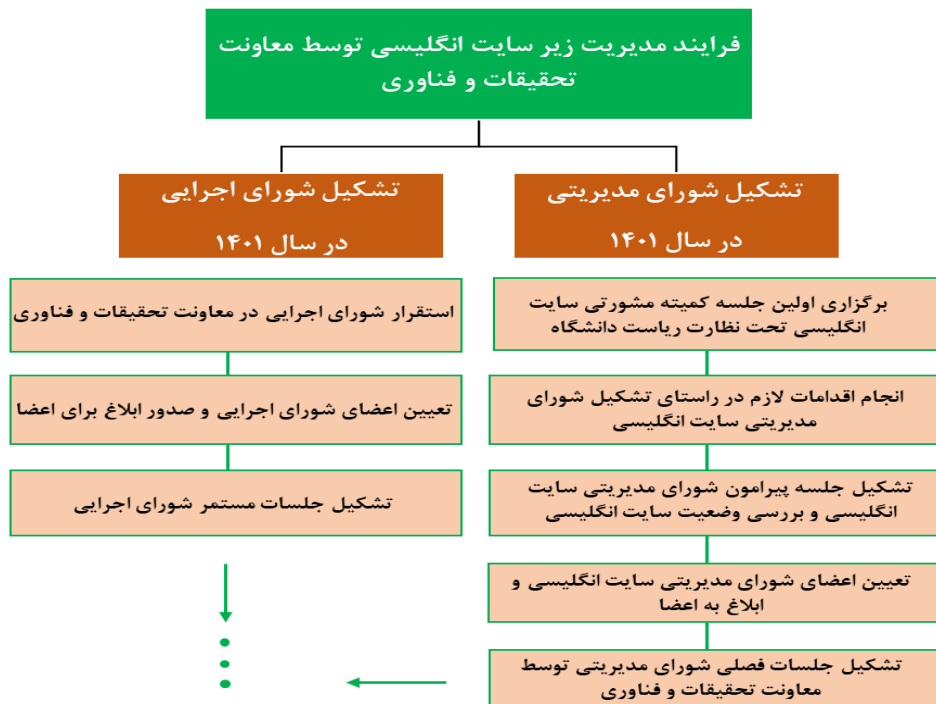 فرایند مدیریت زیر سایت انگلیسی توسط معاونت
تحقیقات و فناوری
تشکیل شورای مدیریتی
در سال ۱۴۰۱
برگزاری اولین جلسه کمیته مشورتی سایت
انگلیسی تحت نظارت ریاست دانشگاه
انجام اقدامات لازم در راستای تشکیل شورای
مدیریتی سایت انگلیسی
تشکیل جلسه پیرامون شورای مدیریتی سایت
انگلیسی و بررسی وضعیت سایت انگلیسی
تعیین اعضای شورای مدیریتی سایت انگلیسی و
ابلاغ به اعضا
تشکیل جلسات فصلی شورای مدیریتی توسط
معاونت تحقیقات و فناوری
تشکیل شورای اجرایی
در سال ۱۴۰۱
استقرار شورای اجرایی در معاونت تحقیقات و فناوری
تعیین اعضای شورای اجرایی و صدور ابلاغ برای اعضا
تشکیل جلسات مستمر شورای اجرایی